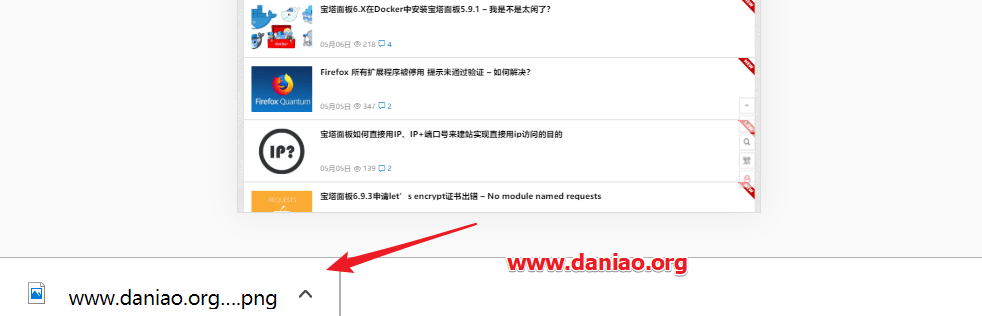 宝塔面板6.X在Docker中安装宝塔面板5.9.1 – 我是不是太闲了?
05月06日 218 4
Firefox 所有扩展程序被停用 提示未通过验证 – 如何解决?
Firefox Quantum
05月05日 347 2
宝塔面板如何直接用IP、IP+端口号来建站实现直接用ip访问的目的
IP?
05月05日 139 2
宝塔面板6.9.3申请let’s encrypt证书出错 – No module named requests
REQUESTS
www.daniao.org
www.daniao.org....png